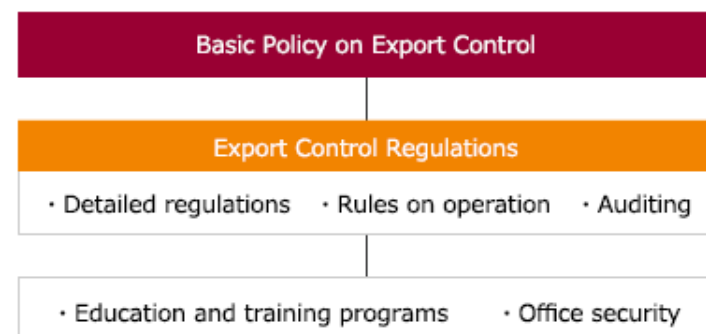 Basic Policy on Export Control
Export Control Regulations
・Detailed regulations ・Rules on operation ・Auditing
・Education and training programs ・Office security